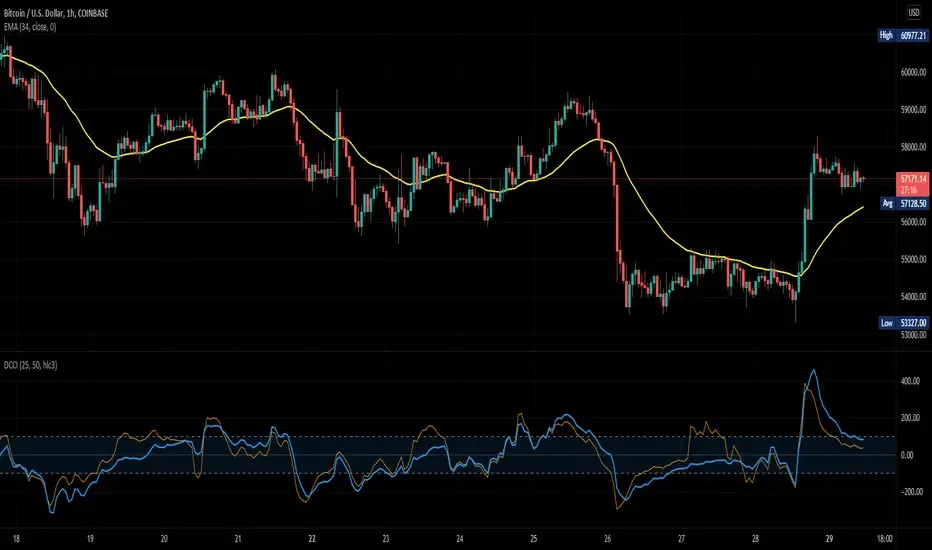 Bitcoin / U.S. Dollar, 1h, COINBASE
EMA (34, close, 0)
USD
High 60977.21
60000.00
59000.00
58000.00
57171.14
27:16
Avg 57128.50
56000.00
55000.00
54000.00
Low 53327.00
53000.00
DCCI (25, 50, hlc3)
400.00
200.00
0.00
−200.00
18 19 20 21 22 23 24 25 26 27 28 29 18:00